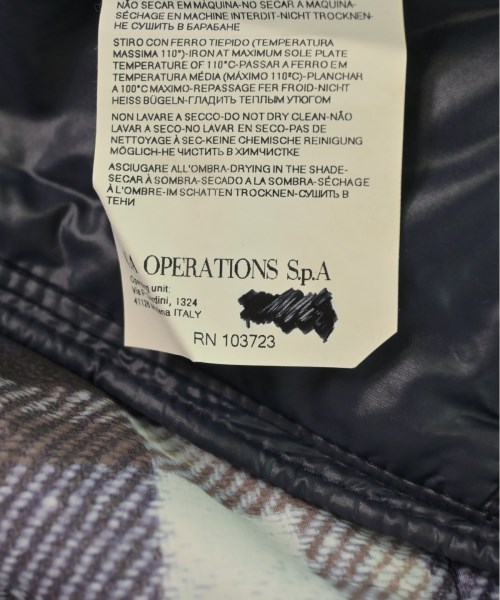 NÃO SECAR EM MÁQUINA-NO SECAR A MAQUINA-
SÉCHAGE EN MACHINE INTERDIT-NICHT TROCKNEN-
НЕ СУШИТЬ В БАРАБАНЕ
STIRO CON FERRO TIEPIDO (TEMPERATURA
MASSIMA 110°)-IRON AT MAXIMUM SOLE PLATE
TEMPERATURE OF 110°C-PASSAR A FERRO EM
TEMPERATURA MÉDIA (MÁXIMO 110ºC)-PLANCHAR
A 100°C MAXIMO-REPASSAGE FER FROID-NICHT
HEISS BÜGELN-ГЛАДИТЬ ТЕПЛЫМ УТЮГОМ
NON LAVARE A SECCO-DO NOT DRY CLEAN-NÃO
LAVAR A SECO-NO LAVAR EN SECO-PAS DE
NETTOYAGE À SEC-KEINE CHEMISCHE REINIGUNG
MÖGLICH-НЕ ЧИСТИТЬ В ХИМЧИСТКЕ
ASCIUGARE ALL'OMBRA-DRYING IN THE SHADE-
SECAR À SOMBRA-SECADO A LA SOMBRA-SÉCHAGE
À L'OMBRE-IM SCHATTEN TROCKNEN-СУШИТЬ В
ТЕНИ
A OPERATIONS S.p.A
unit:
Via 1324
ITALY
RN 103723